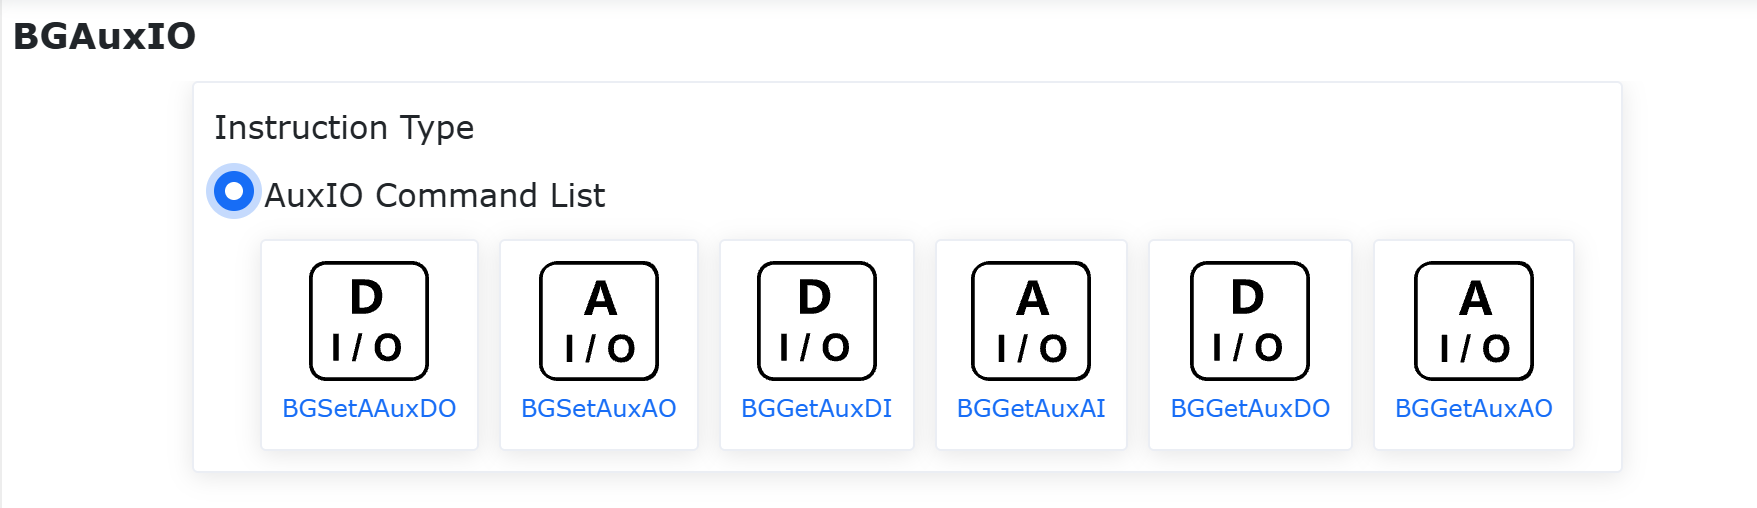 BGAuxIO
Instruction Type
AuxIO Command List
D I/O
A I/O
D I/O
A I/O
D I/O
A I/O
BGSetAAuxDO
BGSetAuxAO
BGGetAuxDI
BGGetAuxAI
BGGetAuxDO
BGGetAuxAO